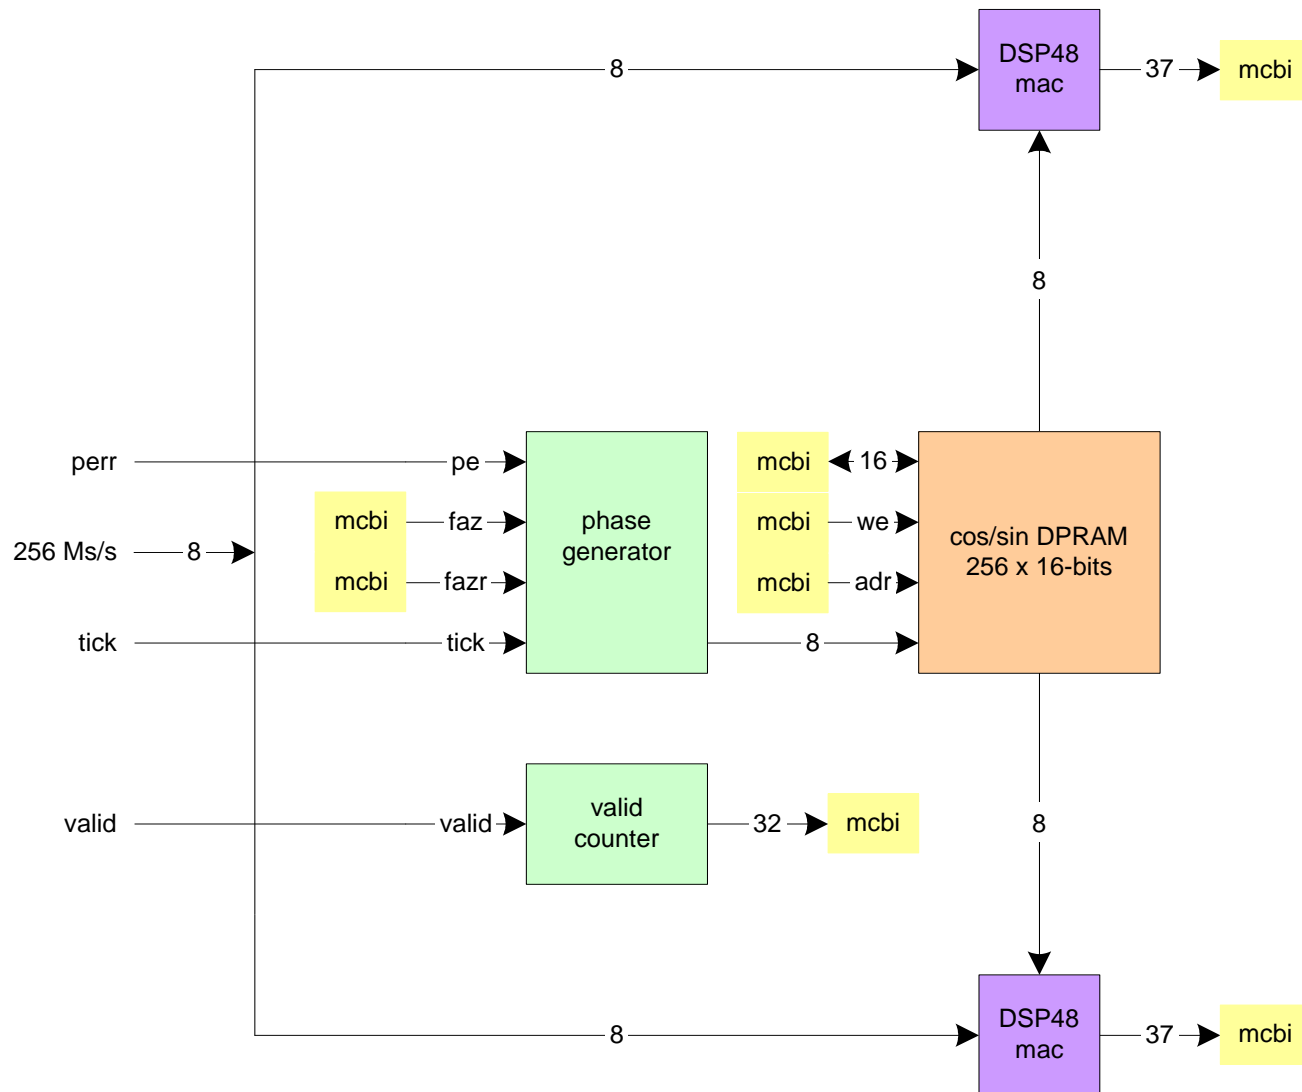 DSP48
mac
8
37
mcbi
8
perr
pe
mcbi
16
mcbi
faz
phase
generator
mcbi
we
cos/sin DPRAM
256 x 16-bits
256 Ms/s
8
mcbi
fazr
mcbi
adr
tick
tick
8
valid
valid
valid
counter
32
mcbi
8
DSP48
mac
8
37
mcbi